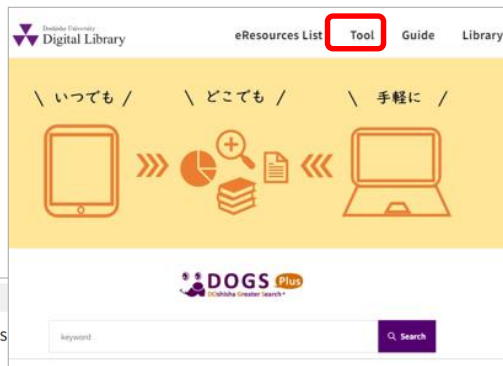 Doshisha University
Digital Library
eResources List Tool Guide Library
\ いつでも / \ どこでも / \ 手軽に /
DOGS Plus
DOshisha Greater Search+
S
keyword
Search